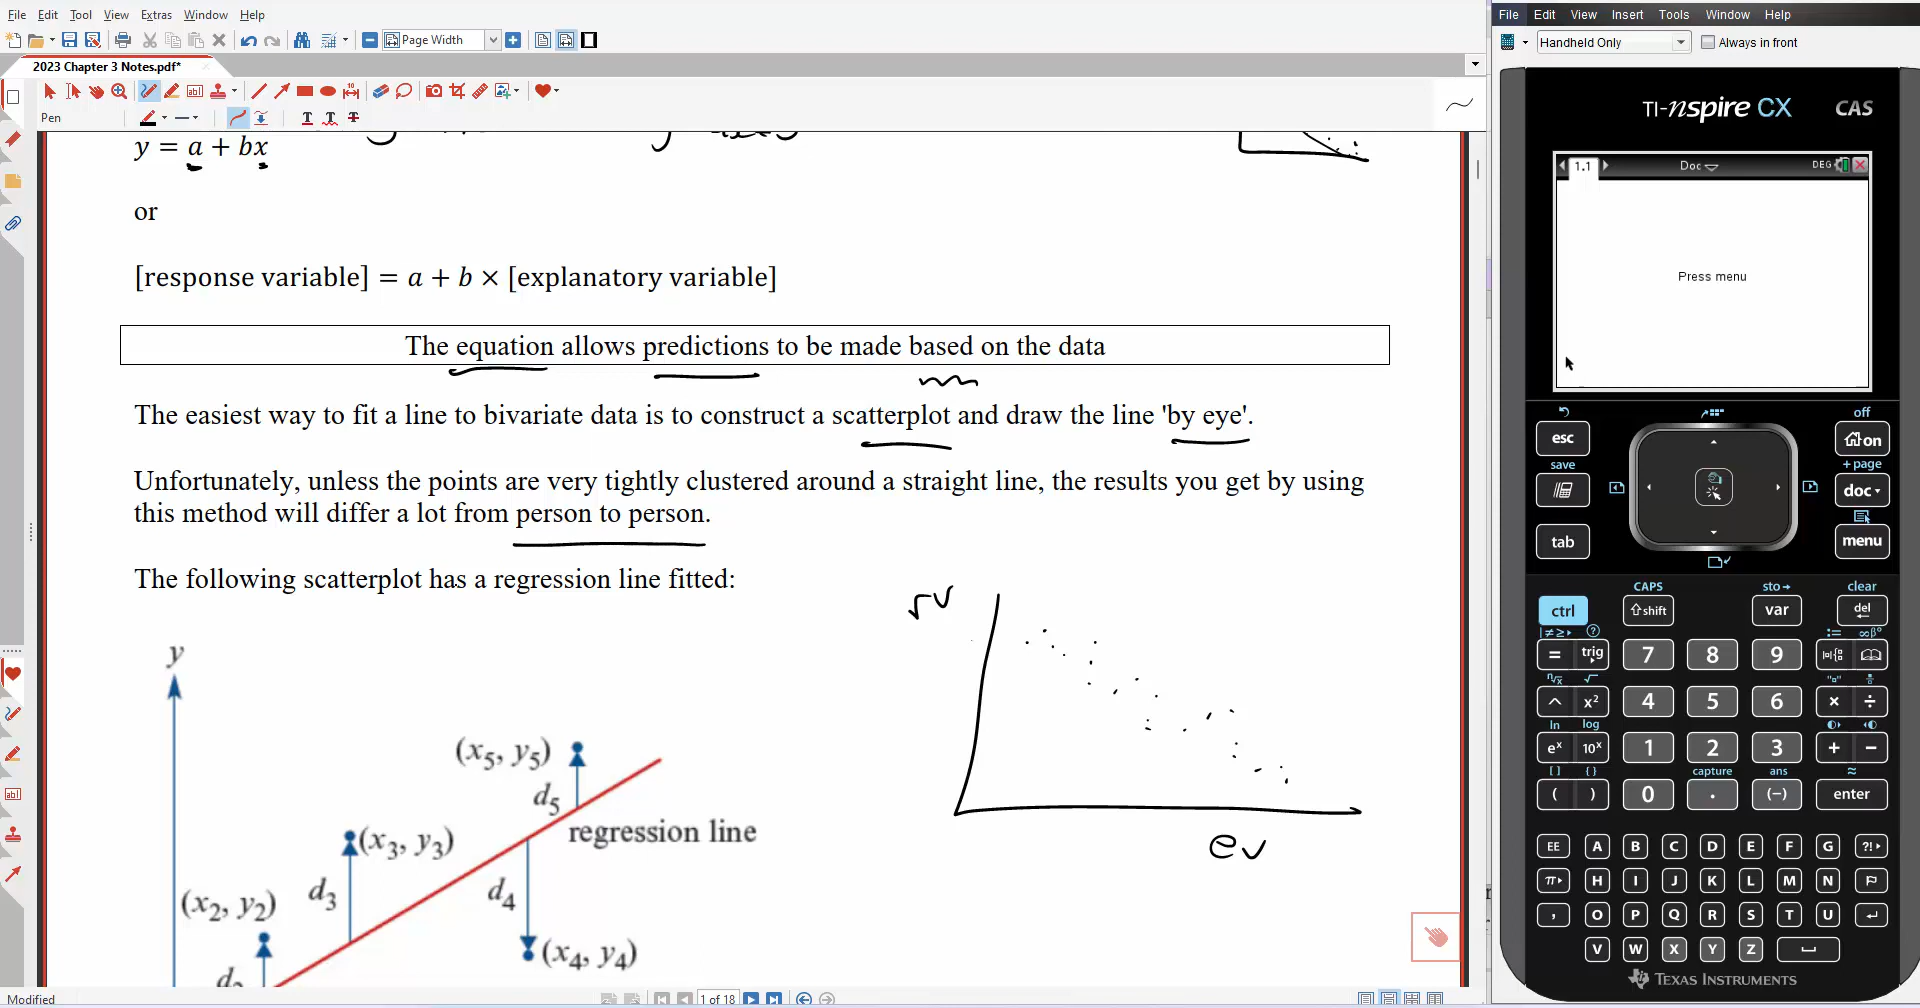 File Edit Tool View Extras Window Help
Page Width
2023 Chapter 3 Notes.pdf*
Pen
y = a + bx
or
[response variable] = a + b × [explanatory variable]
The equation allows predictions to be made based on the data
The easiest way to fit a line to bivariate data is to construct a scatterplot and draw the line 'by eye'.
Unfortunately, unless the points are very tightly clustered around a straight line, the results you get by using
this method will differ a lot from person to person.
The following scatterplot has a regression line fitted:
y
(x5, y5)
d5
regression line
(x3, y3)
d3
d4
(x2, y2)
(x4, y4)
d2
rv
ev
Modified
1 of 18
File Edit View Insert Tools Window Help
Handheld Only
Always in front
TI-nspire CX CAS
1.1 Doc DEG
Press menu
off
esc on
save + page
doc
tab menu
CAPS sto→ clear
ctrl shift var del
|≠≥▸ ? := ∞β°
= trig 7 8 9
n√x √ "□"
^ x² 4 5 6 × ÷
ln log
eˣ 10ˣ 1 2 3 + −
[ ] { } capture ans ≈
( ) 0 . (−) enter
EE A B C D E F G ?!▸
π▸ H I J K L M N
, O P Q R S T U
V W X Y Z
TEXAS INSTRUMENTS